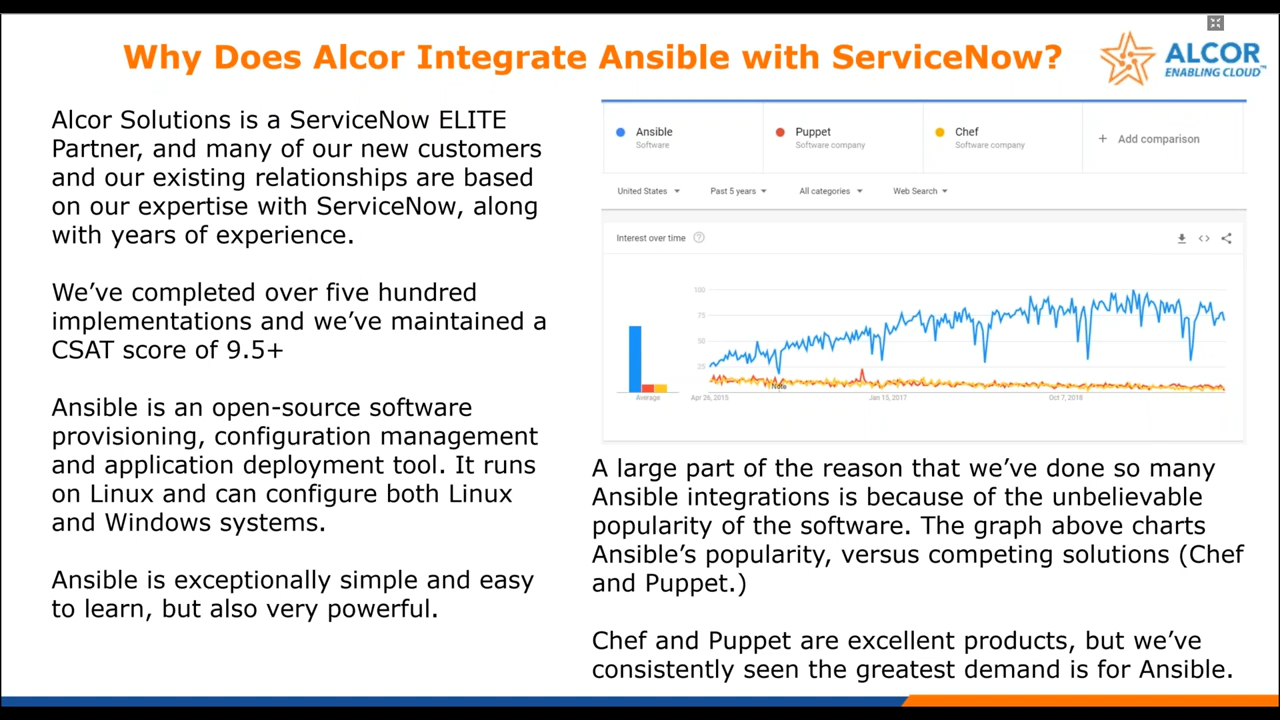 Why Does Alcor Integrate Ansible with ServiceNow?
ALCOR
ENABLING CLOUD™
Alcor Solutions is a ServiceNow ELITE
Partner, and many of our new customers
and our existing relationships are based
on our expertise with ServiceNow, along
with years of experience.
We’ve completed over five hundred
implementations and we’ve maintained a
CSAT score of 9.5+
Ansible is an open-source software
provisioning, configuration management
and application deployment tool. It runs
on Linux and can configure both Linux
and Windows systems.
Ansible is exceptionally simple and easy
to learn, but also very powerful.
Ansible
Software
Puppet
Software company
Chef
Software company
+ Add comparison
United States
Past 5 years
All categories
Web Search
Interest over time
100
75
50
25
Note
Average
Apr 26, 2015
Jan 15, 2017
Oct 7, 2018
A large part of the reason that we’ve done so many
Ansible integrations is because of the unbelievable
popularity of the software. The graph above charts
Ansible’s popularity, versus competing solutions (Chef
and Puppet.)
Chef and Puppet are excellent products, but we’ve
consistently seen the greatest demand is for Ansible.